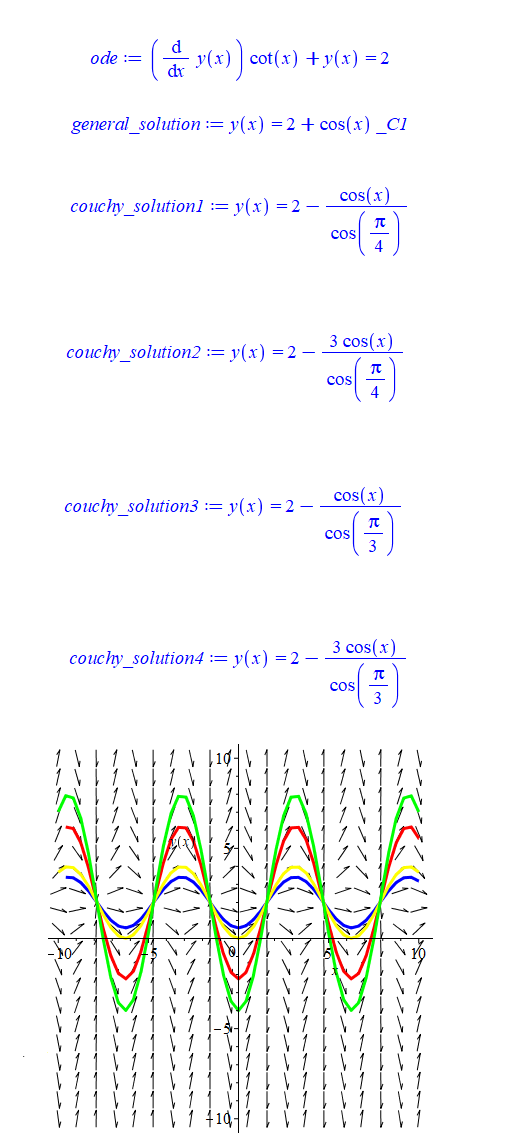 ode := (d/dx y(x)) cot(x) + y(x) = 2
general_solution := y(x) = 2 + cos(x) _C1
couchy_solution1 := y(x) = 2 − cos(x)/cos(π/4)
couchy_solution2 := y(x) = 2 − 3 cos(x)/cos(π/4)
couchy_solution3 := y(x) = 2 − cos(x)/cos(π/3)
couchy_solution4 := y(x) = 2 − 3 cos(x)/cos(π/3)
10
y(x)
5
−10 −5 0 5 10
x
−5
−10